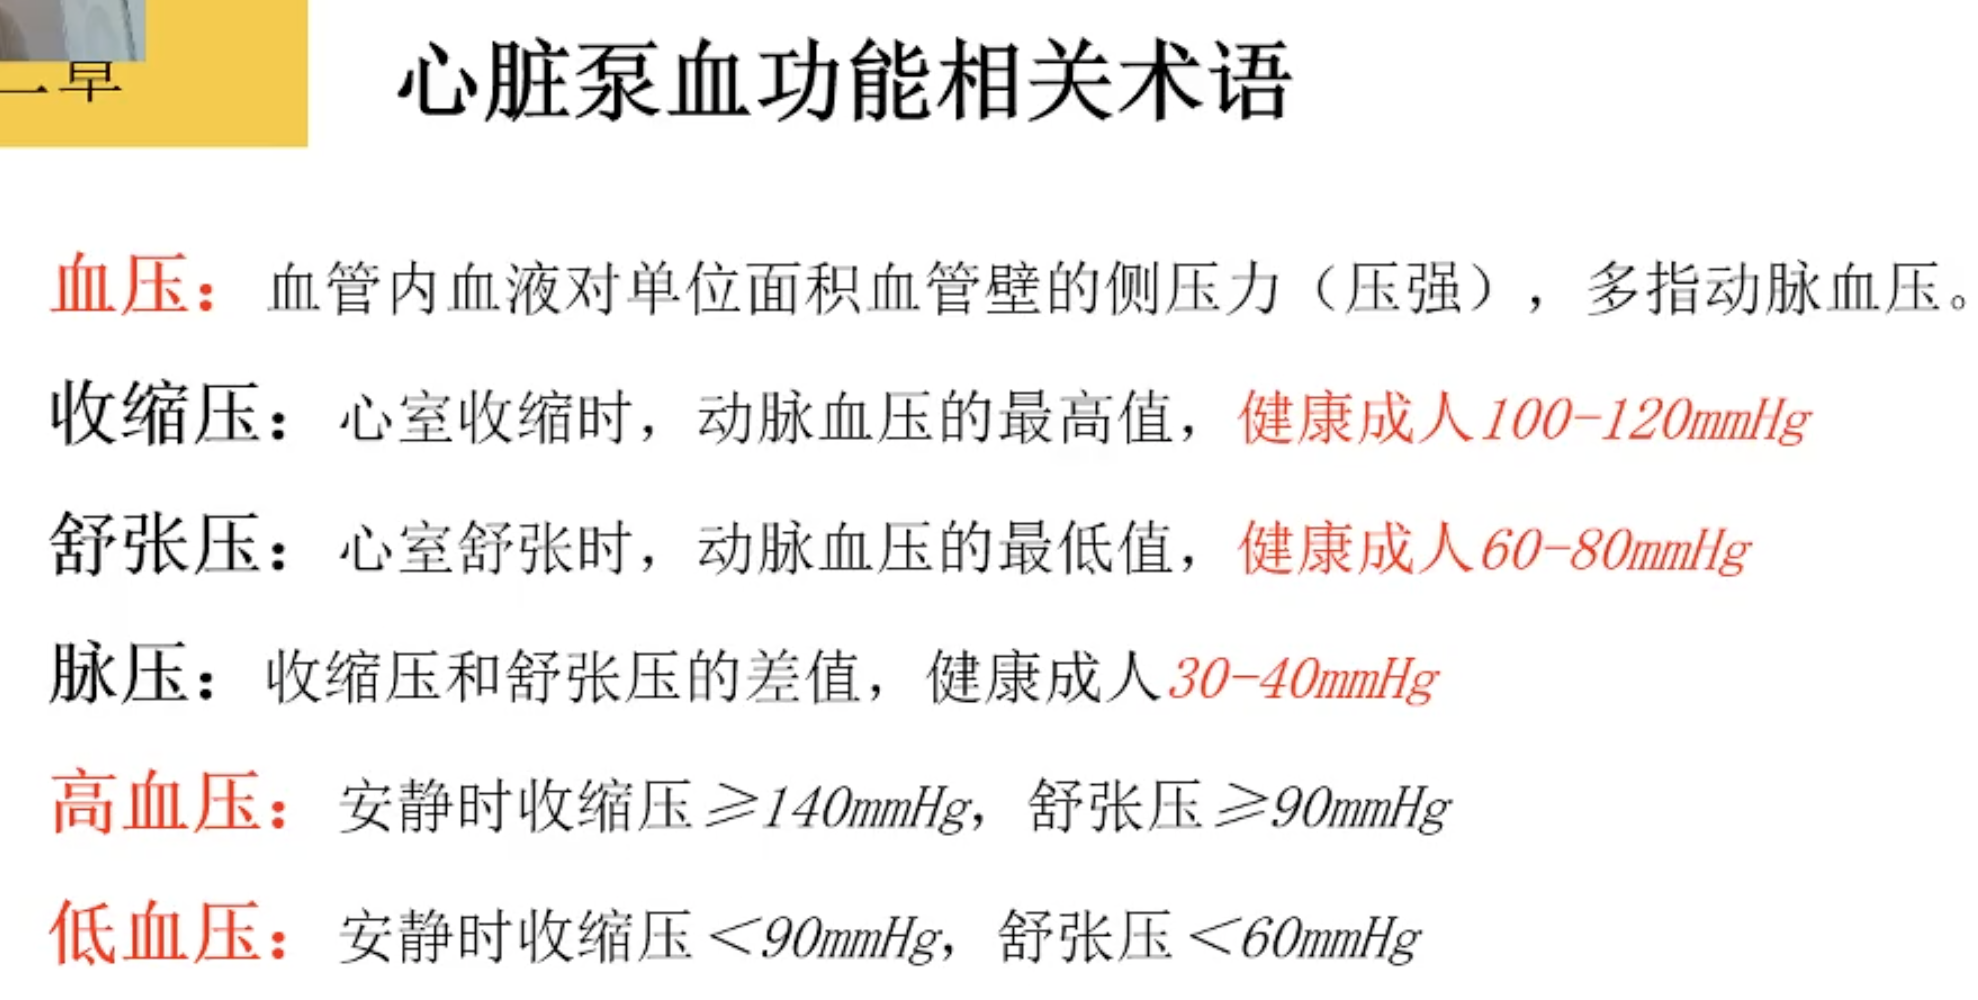 二章
心脏泵血功能相关术语
血压：血管内血液对单位面积血管壁的侧压力（压强），多指动脉血压。
收缩压：心室收缩时，动脉血压的最高值，健康成人100-120mmHg
舒张压：心室舒张时，动脉血压的最低值，健康成人60-80mmHg
脉压：收缩压和舒张压的差值，健康成人30-40mmHg
高血压：安静时收缩压≥140mmHg，舒张压≥90mmHg
低血压：安静时收缩压＜90mmHg，舒张压＜60mmHg